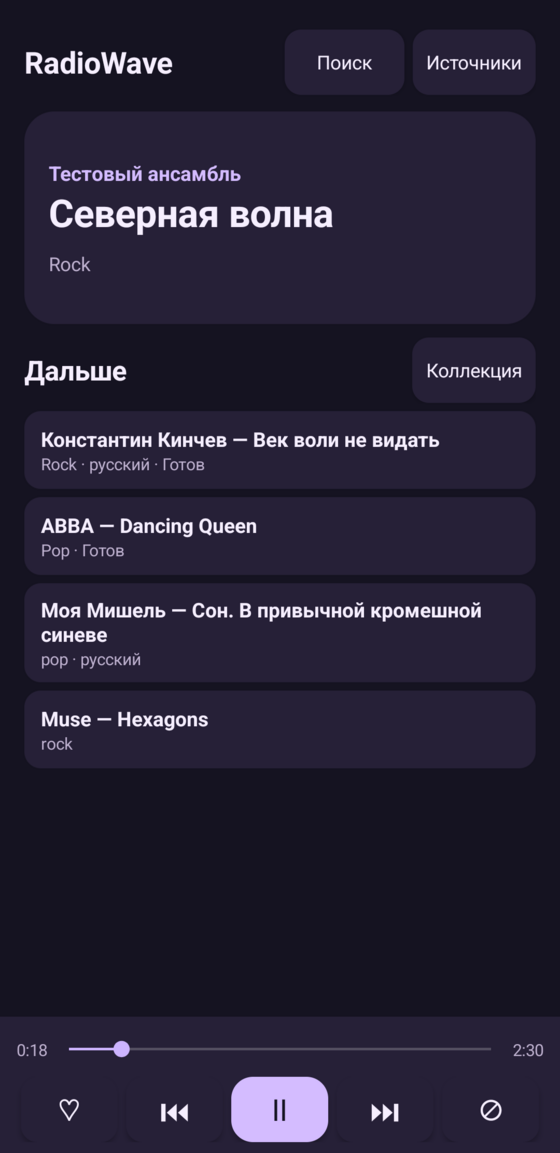 RadioWave
Поиск
Источники
Тестовый ансамбль
Северная волна
Rock
Дальше
Коллекция
Константин Кинчев — Век воли не видать
Rock · русский · Готов
ABBA — Dancing Queen
Pop · Готов
Моя Мишель — Сон. В привычной кромешной
синеве
pop · русский
Muse — Hexagons
rock
0:18
2:30